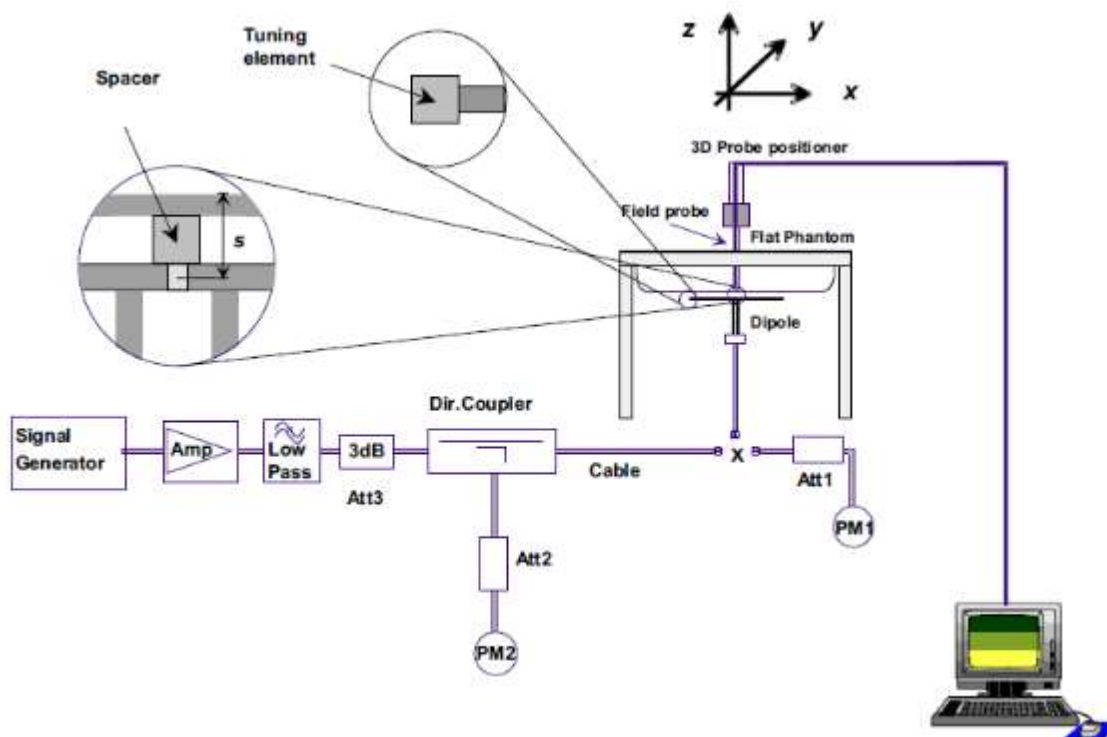 Tuning
element
Spacer
s
z
y
x
3D Probe positioner
Field probe
Flat Phantom
Dipole
Dir.Coupler
Signal
Generator
Amp
Low
Pass
3dB
Att3
Cable
X
Att1
PM1
Att2
PM2